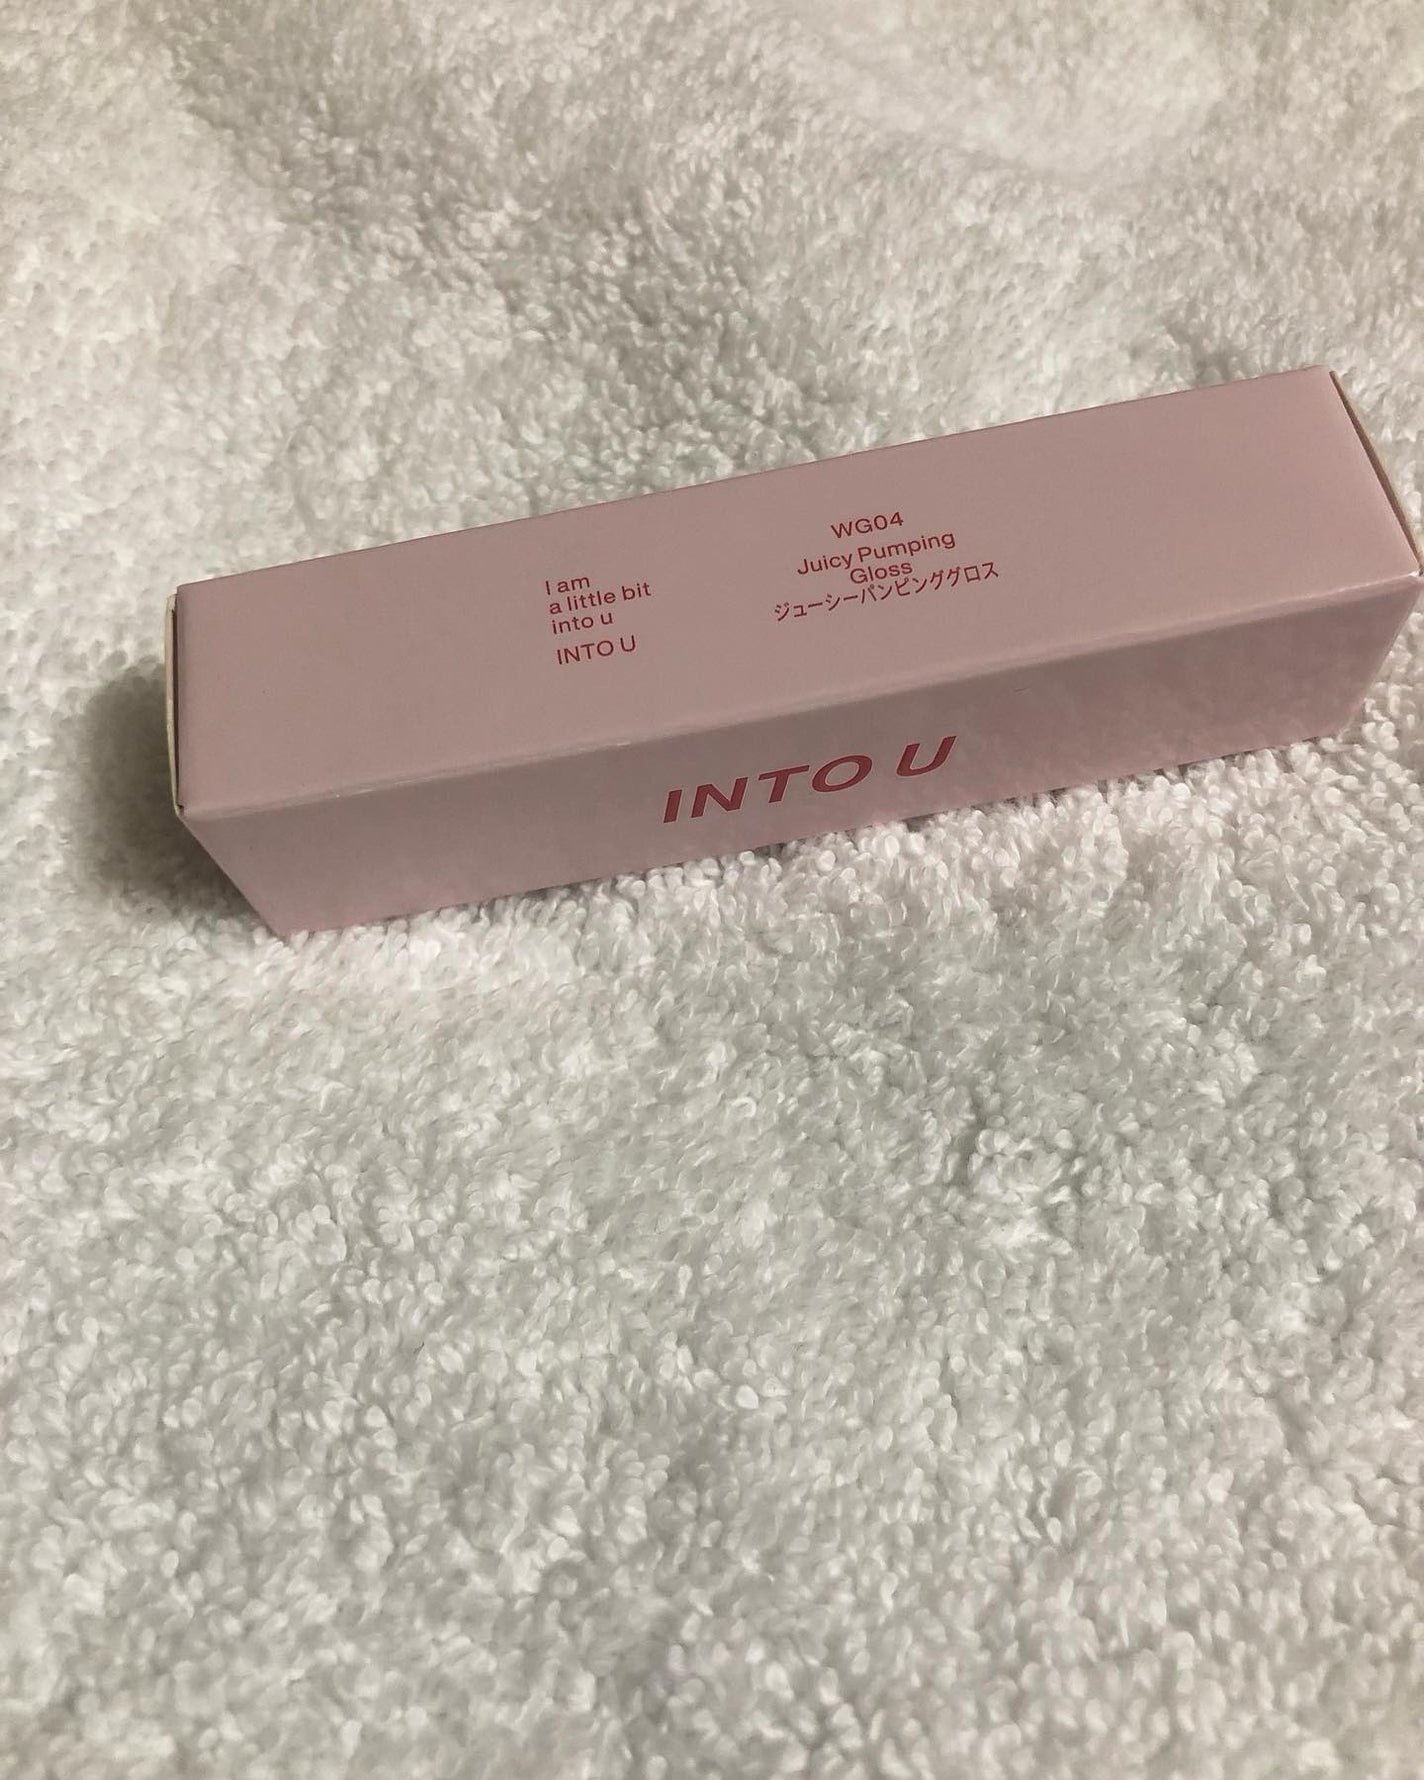 I am
a little bit
into u
INTO U
WG04
Juicy Pumping
Gloss
ジューシーパンピンググロス
INTO U